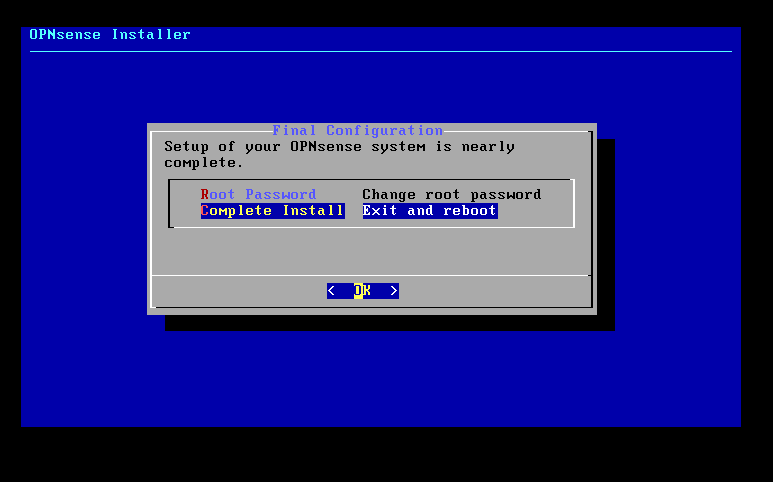 OPNsense Installer
Final Configuration
Setup of your OPNsense system is nearly
complete.
Root Password Change root password
Complete Install Exit and reboot
< OK >